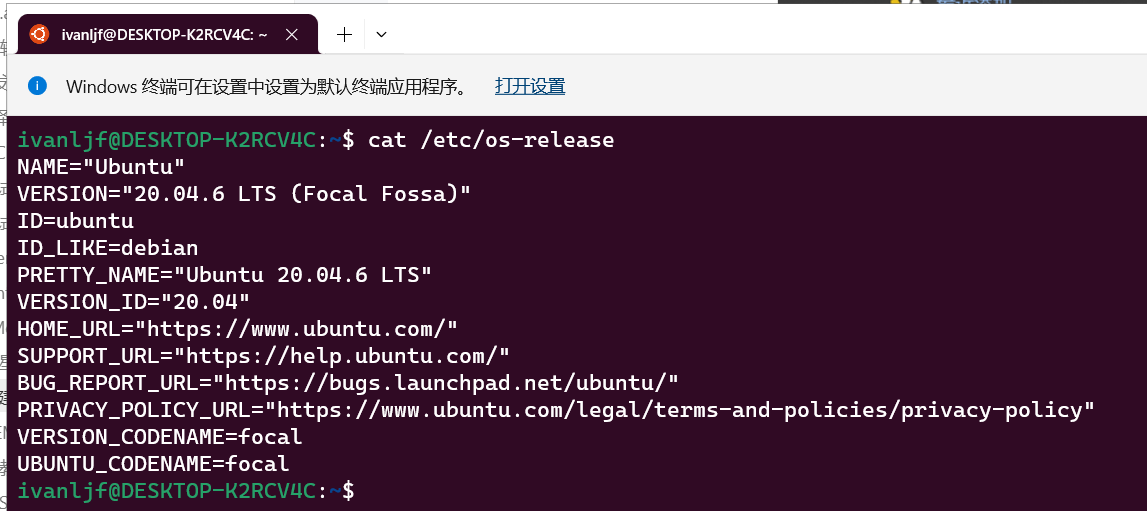 ivanljf@DESKTOP-K2RCV4C: ~
Windows 终端可在设置中设置为默认终端应用程序。 打开设置
ivanljf@DESKTOP-K2RCV4C:~$ cat /etc/os-release
NAME="Ubuntu"
VERSION="20.04.6 LTS (Focal Fossa)"
ID=ubuntu
ID_LIKE=debian
PRETTY_NAME="Ubuntu 20.04.6 LTS"
VERSION_ID="20.04"
HOME_URL="https://www.ubuntu.com/"
SUPPORT_URL="https://help.ubuntu.com/"
BUG_REPORT_URL="https://bugs.launchpad.net/ubuntu/"
PRIVACY_POLICY_URL="https://www.ubuntu.com/legal/terms-and-policies/privacy-policy"
VERSION_CODENAME=focal
UBUNTU_CODENAME=focal
ivanljf@DESKTOP-K2RCV4C:~$